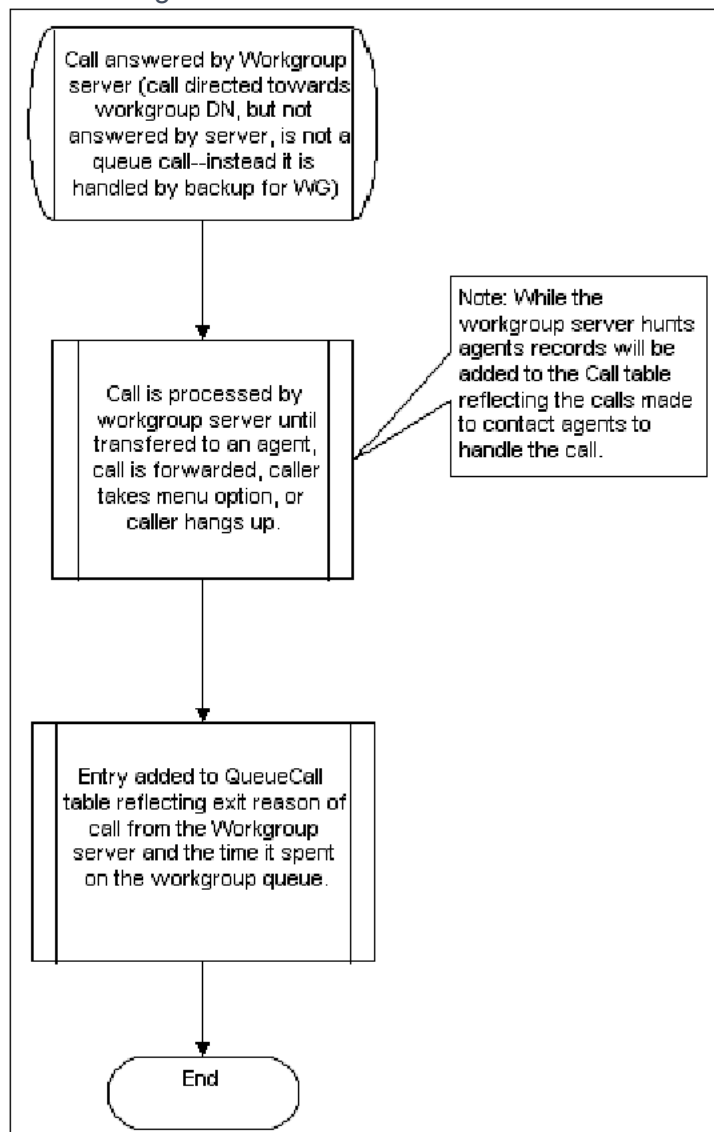 Call answered by Workgroup
server (call directed towards
workgroup DN, but not
answered by server, is not a
queue call--instead it is
handled by backup for WG)
Note: While the
workgroup server hunts
agents records will be
added to the Call table
reflecting the calls made
to contact agents to
handle the call.
Call is processed by
workgroup server until
transfered to an agent,
call is forwarded, caller
takes menu option, or
caller hangs up.
Entry added to QueueCall
table reflecting exit reason of
call from the Workgroup
server and the time it spent
on the workgroup queue.
End